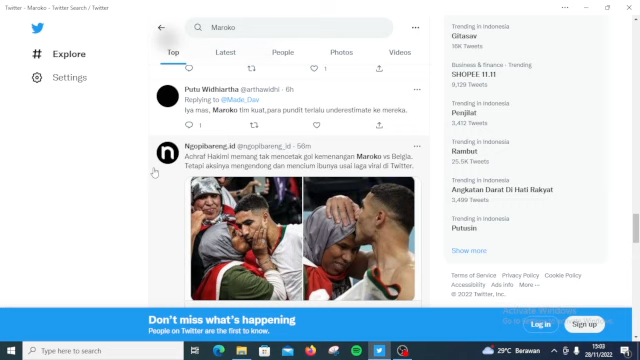 Twitter - Maroko - Twitter Search / Twitter
Explore
Settings
Maroko
Top
Latest
People
Photos
Videos
1
Putu Widhiartha @arthawidhi · 6h
Replying to @Made_DaV
Iya mas, Maroko tim kuat,para pundit terlalu underestimate ke mereka.
1
Ngopibareng.id @ngopibareng_id · 56m
Achraf Hakimi memang tak mencetak gol kemenangan Maroko vs Belgia.
Tetapi aksinya mengendong dan mencium ibunya usai laga viral di Twitter.
Trending in Indonesia
Gitasav
16K Tweets
Business & finance · Trending
SHOPEE 11.11
9,129 Tweets
Trending in Indonesia
Penjilat
3,412 Tweets
Trending in Indonesia
Rambut
25.5K Tweets
Trending in Indonesia
Angkatan Darat Di Hati Rakyat
3,499 Tweets
Trending in Indonesia
Putusin
Show more
Terms of Service Privacy Policy Cookie Policy
Accessibility Ads info More
© 2022 Twitter, Inc.
Activate Windows
Don't miss what's happening
People on Twitter are the first to know.
Log in
Sign up
Type here to search
29°C Berawan
15:03
28/11/2022